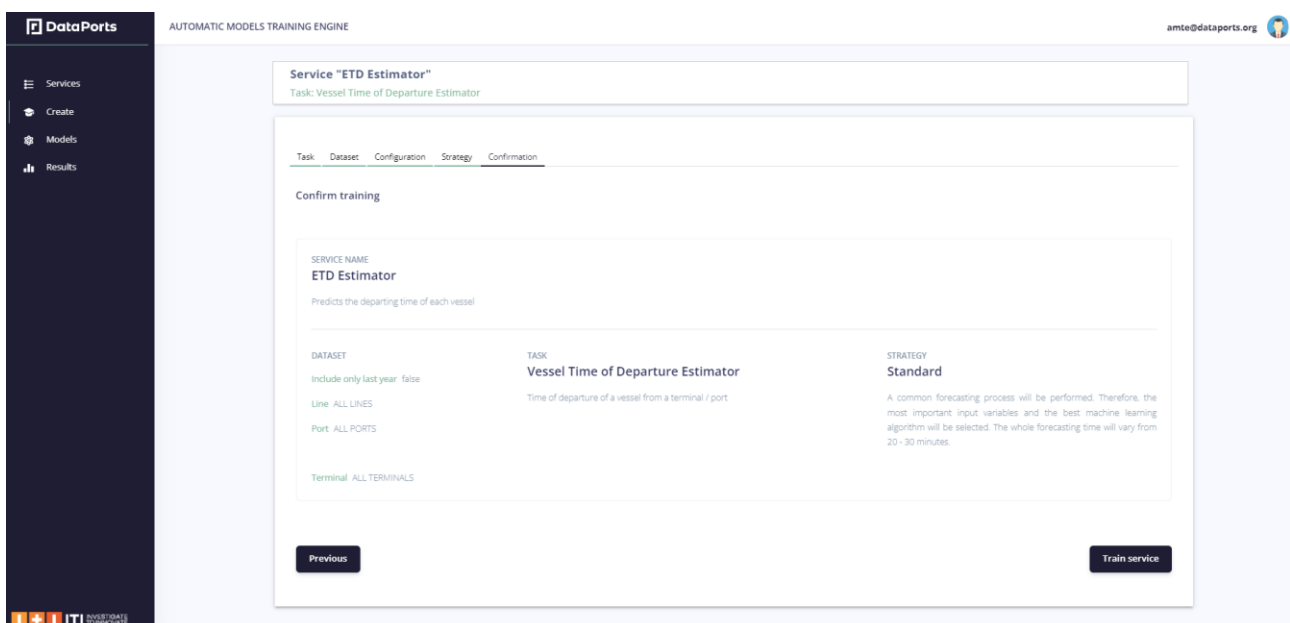 DataPorts
AUTOMATIC MODELS TRAINING ENGINE
amte@dataports.org
Services
Create
Models
Results
Service "ETD Estimator"
Task: Vessel Time of Departure Estimator
Task Dataset Configuration Strategy Confirmation
Confirm training
SERVICE NAME
ETD Estimator
Predicts the departing time of each vessel
DATASET
Include only last year false
Line ALL LINES
Port ALL PORTS
Terminal ALL TERMINALS
TASK
Vessel Time of Departure Estimator
Time of departure of a vessel from a terminal / port
STRATEGY
Standard
A common forecasting process will be performed. Therefore, the
most important input variables and the best machine learning
algorithm will be selected. The whole forecasting time will vary from
20 - 30 minutes.
Previous
Train service
ITI INVESTIGATE
TO INNOVATE